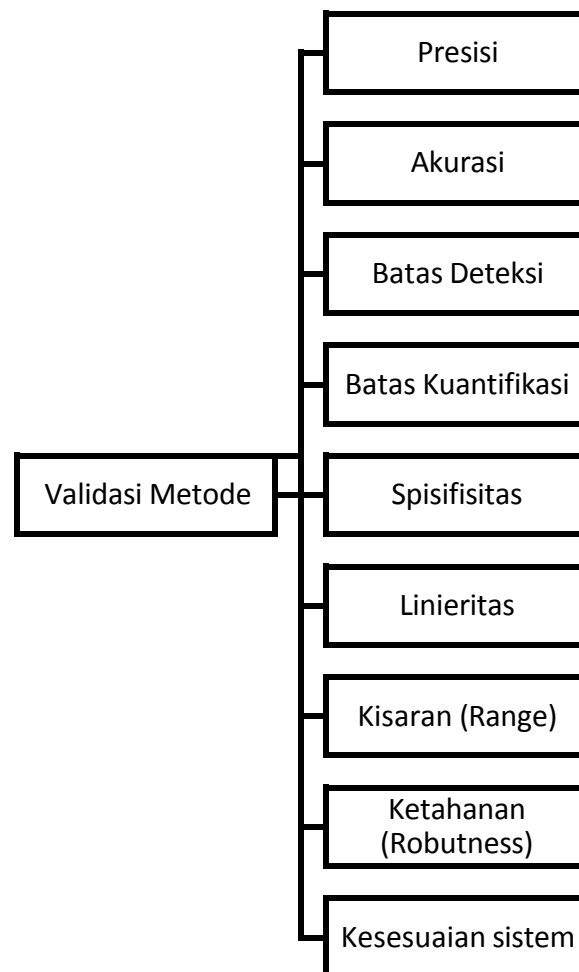 Presisi
Akurasi
Batas Deteksi
Batas Kuantifikasi
Validasi Metode
Spisifisitas
Linieritas
Kisaran (Range)
Ketahanan
(Robutness)
Kesesuaian sistem